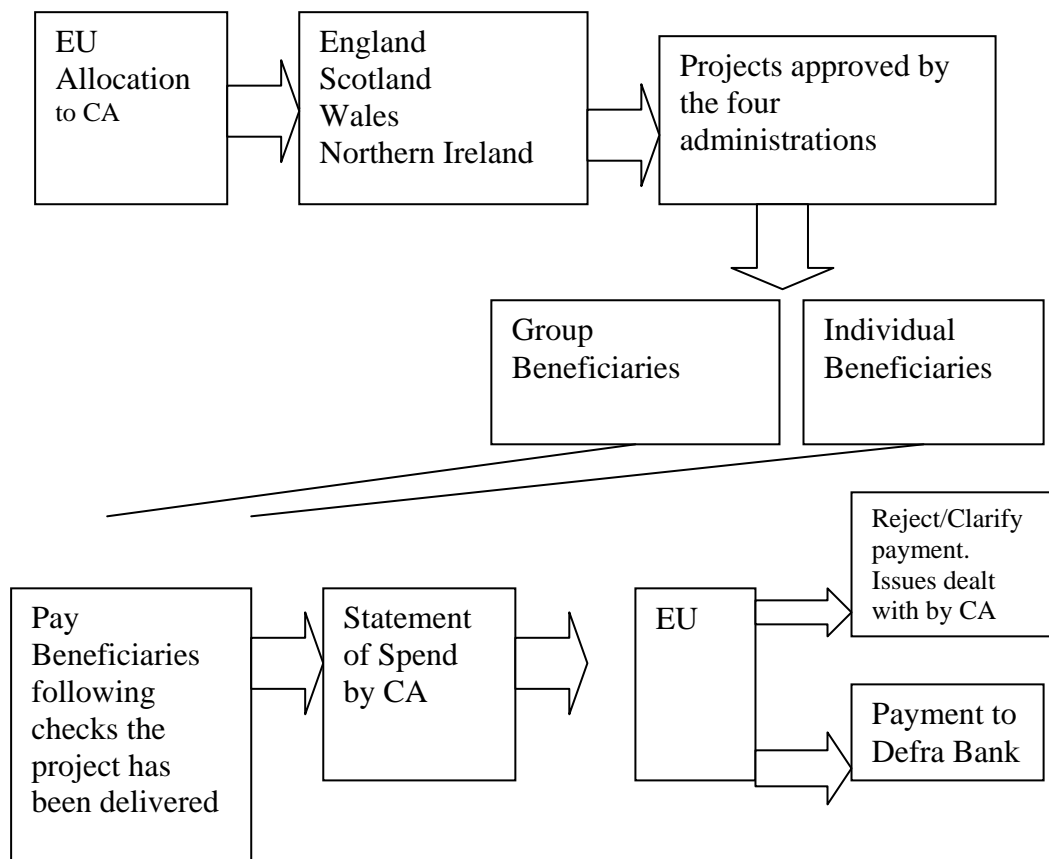 EU
Allocation
to CA
England
Scotland
Wales
Northern Ireland
Projects approved by
the four
administrations
Group
Beneficiaries
Individual
Beneficiaries
Reject/Clarify
payment.
Issues dealt
with by CA
Pay
Beneficiaries
following
checks the
project has
been delivered
Statement
of Spend
by CA
EU
Payment to
Defra Bank